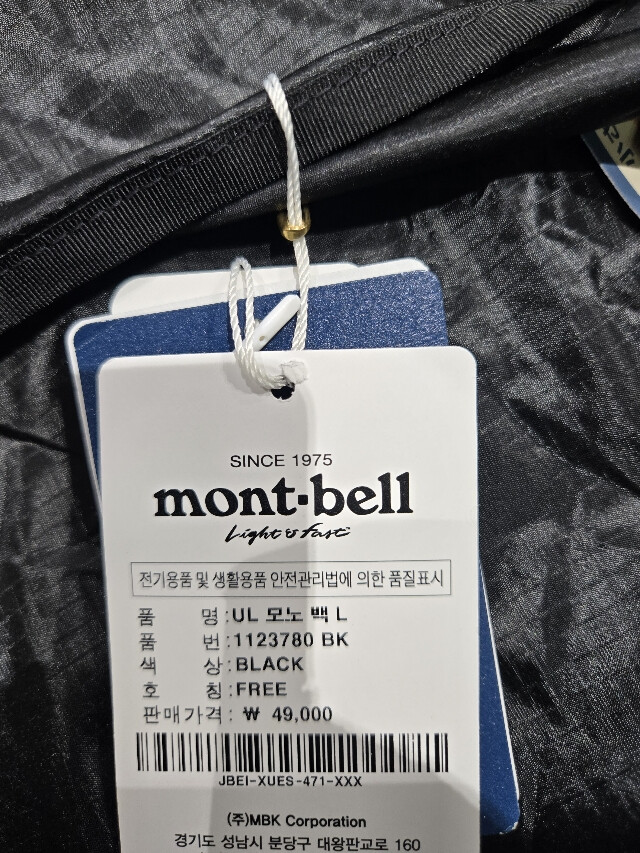 SINCE 1975
mont-bell
Light & Fast
전기용품 및 생활용품 안전관리법에 의한 품질표시
품 명 : UL 모노 백 L
품 번 : 1123780 BK
색 상 : BLACK
호 칭 : FREE
판매가격 : ₩ 49,000
JBEI-XUES-471-XXX
(주)MBK Corporation
경기도 성남시 분당구 대왕판교로 160